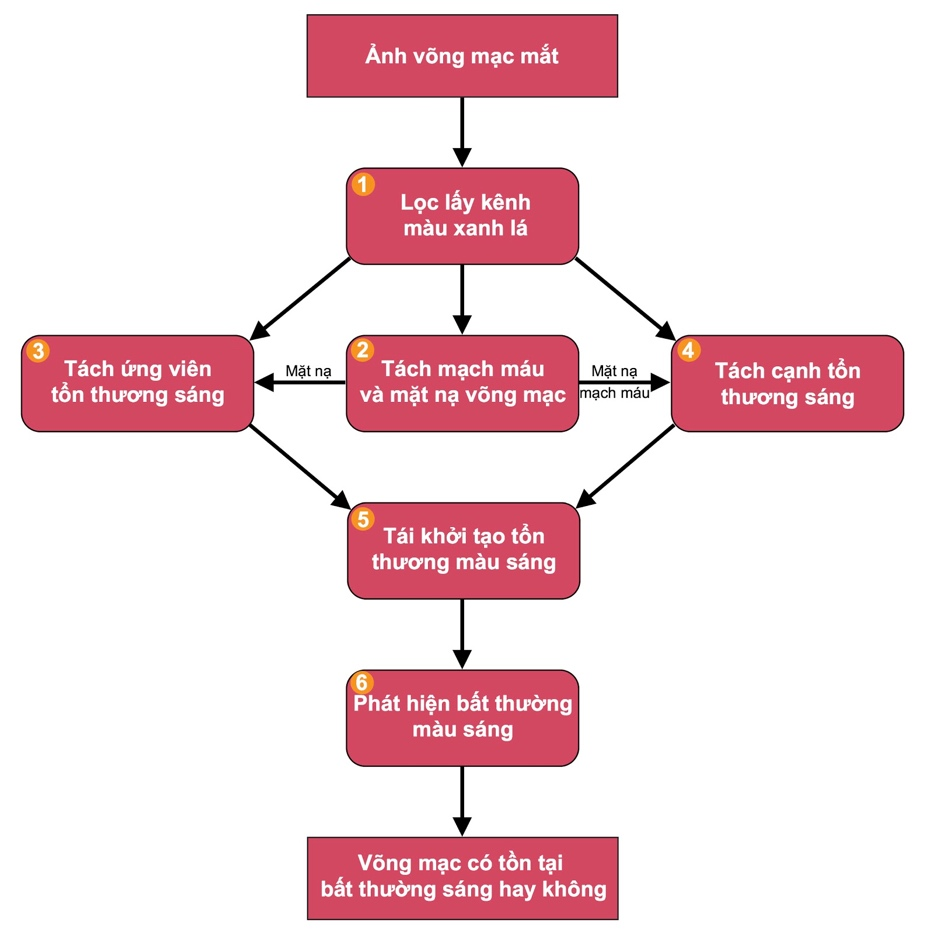 Ảnh võng mạc mắt
1
Lọc lấy kênh
màu xanh lá
3
Tách ứng viên
tổn thương sáng
Mặt nạ
2
Tách mạch máu
và mặt nạ võng mạc
Mặt nạ
mạch máu
4
Tách cạnh tổn
thương sáng
5
Tái khởi tạo tổn
thương màu sáng
6
Phát hiện bất thường
màu sáng
Võng mạc có tồn tại
bất thường sáng hay không